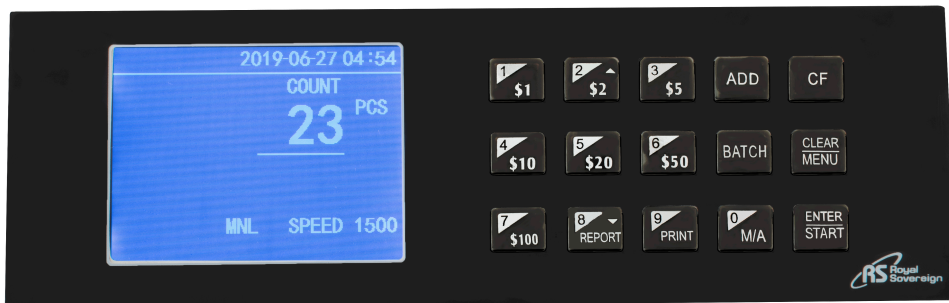 2019-06-27 04:54
COUNT
23 PCS
MNL SPEED 1500
1 $1
2 $2
3 $5
ADD
CF
4 $10
5 $20
6 $50
BATCH
CLEAR
MENU
7 $100
8 REPORT
9 PRINT
0 M/A
ENTER
START
RS Royal
Sovereign